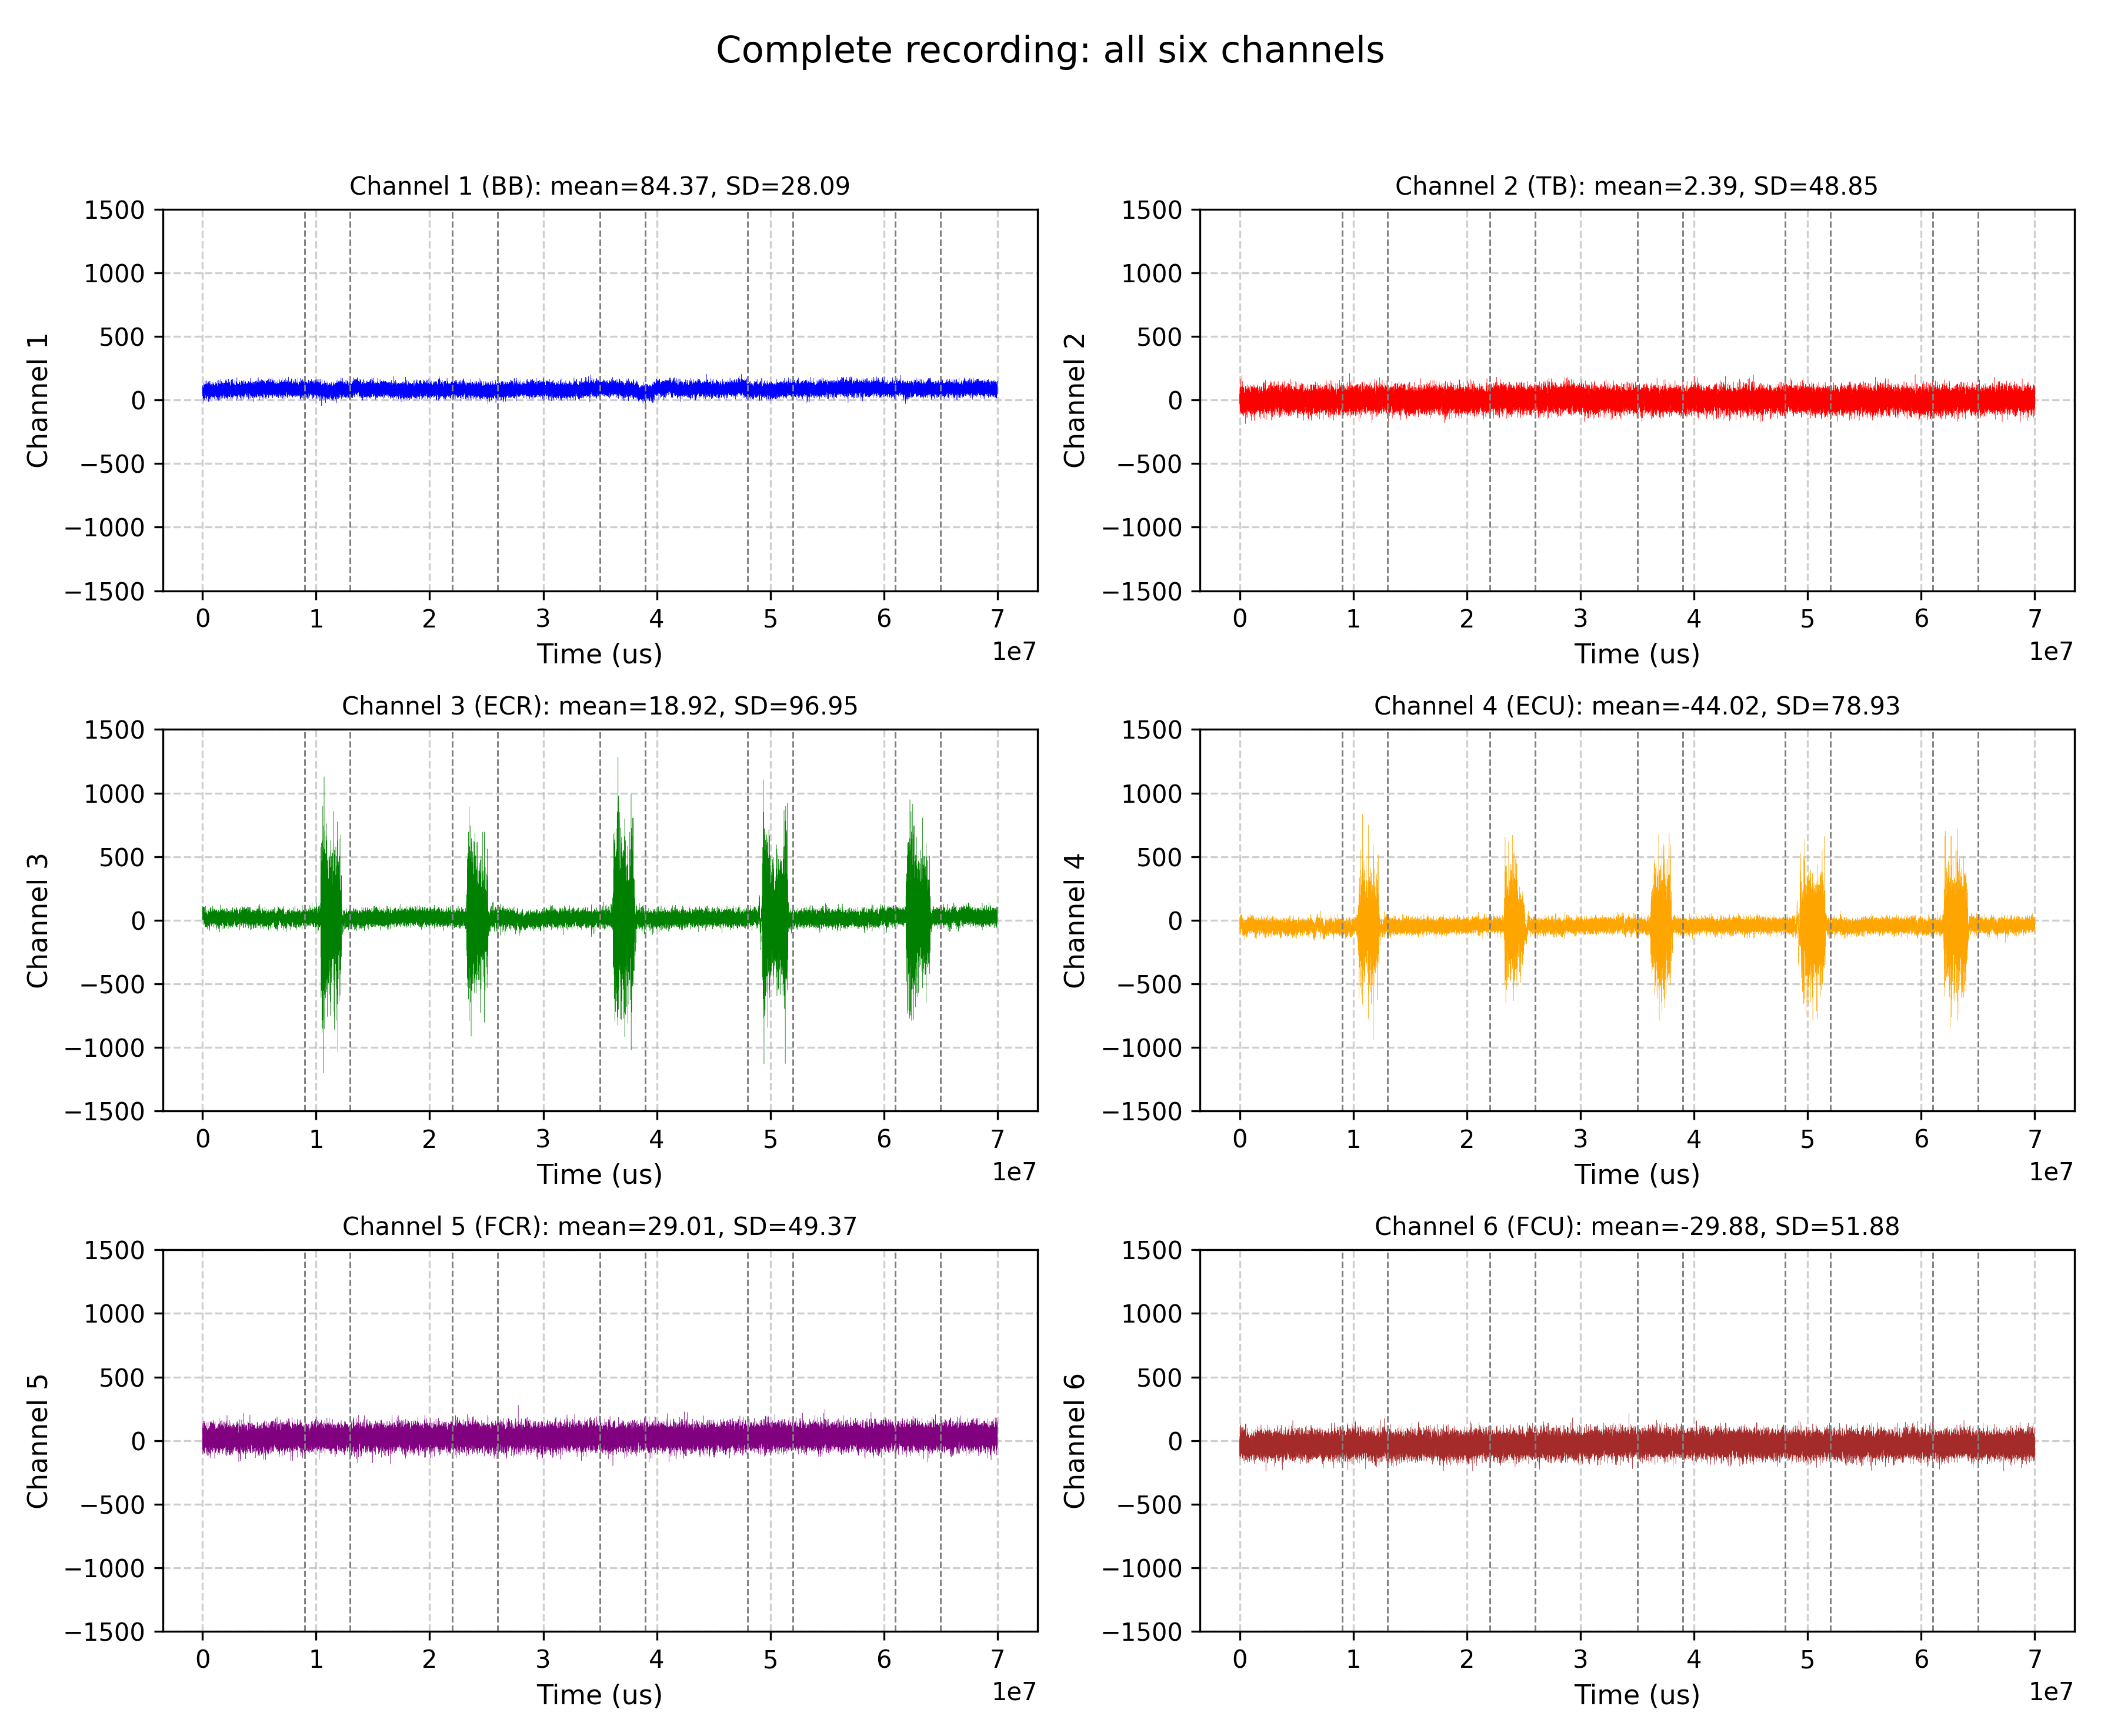 Complete recording: all six channels
Channel 1 (BB): mean=84.37, SD=28.09
1500
1000
500
0
−500
−1000
−1500
Channel 1
0 1 2 3 4 5 6 7
Time (us)
1e7
Channel 2 (TB): mean=2.39, SD=48.85
1500
1000
500
0
−500
−1000
−1500
Channel 2
0 1 2 3 4 5 6 7
Time (us)
1e7
Channel 3 (ECR): mean=18.92, SD=96.95
1500
1000
500
0
−500
−1000
−1500
Channel 3
0 1 2 3 4 5 6 7
Time (us)
1e7
Channel 4 (ECU): mean=-44.02, SD=78.93
1500
1000
500
0
−500
−1000
−1500
Channel 4
0 1 2 3 4 5 6 7
Time (us)
1e7
Channel 5 (FCR): mean=29.01, SD=49.37
1500
1000
500
0
−500
−1000
−1500
Channel 5
0 1 2 3 4 5 6 7
Time (us)
1e7
Channel 6 (FCU): mean=-29.88, SD=51.88
1500
1000
500
0
−500
−1000
−1500
Channel 6
0 1 2 3 4 5 6 7
Time (us)
1e7